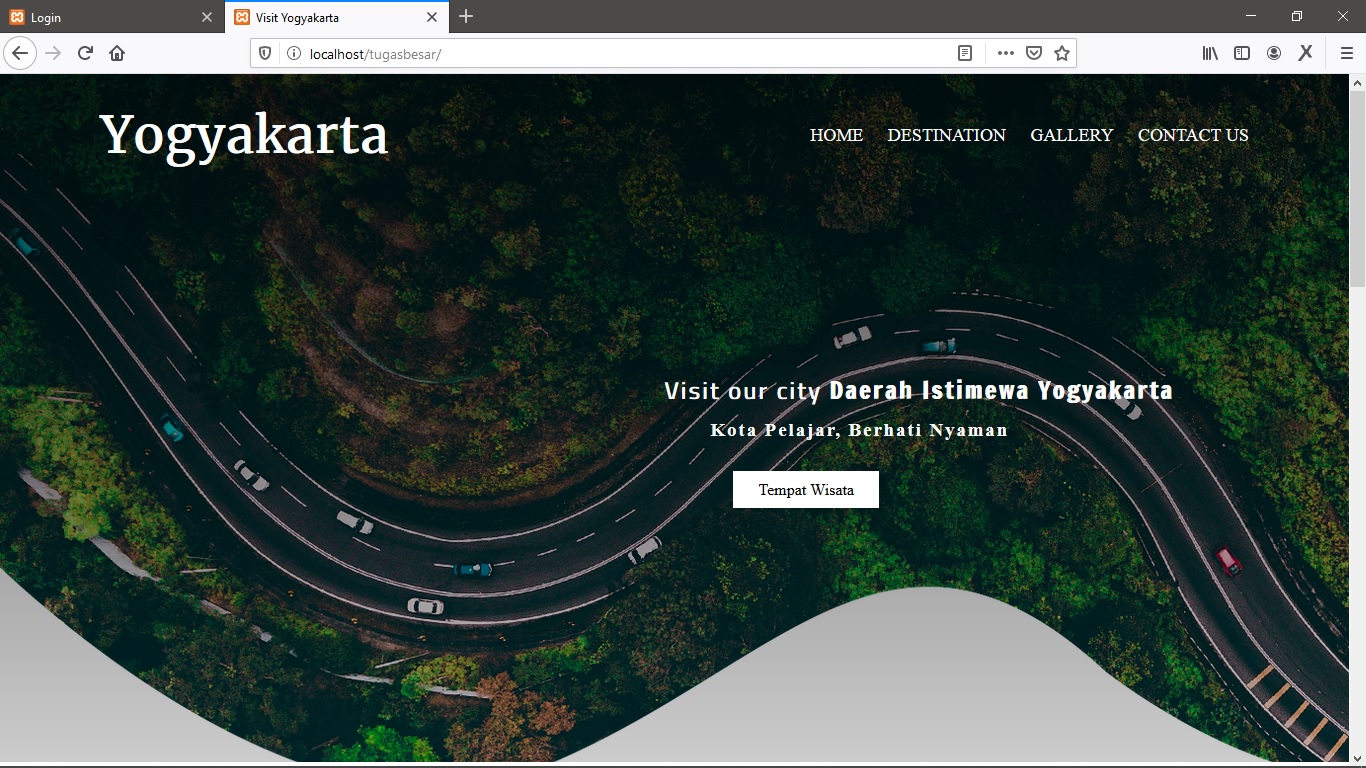 Login
Visit Yogyakarta
localhost/tugasbesar/
Yogyakarta
HOME DESTINATION GALLERY CONTACT US
Visit our city Daerah Istimewa Yogyakarta
Kota Pelajar, Berhati Nyaman
Tempat Wisata